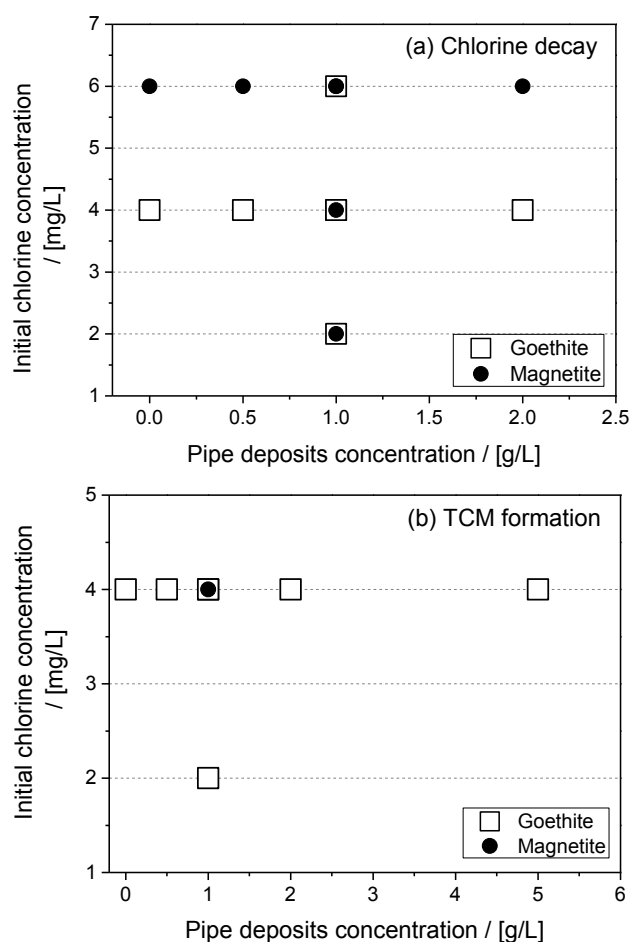 (a) Chlorine decay
7
6
5
4
3
2
1
Initial chlorine concentration
/ [mg/L]
Goethite
Magnetite
0.0 0.5 1.0 1.5 2.0 2.5
Pipe deposits concentration / [g/L]
(b) TCM formation
5
4
3
2
1
Initial chlorine concentration
/ [mg/L]
Goethite
Magnetite
0 1 2 3 4 5 6
Pipe deposits concentration / [g/L]